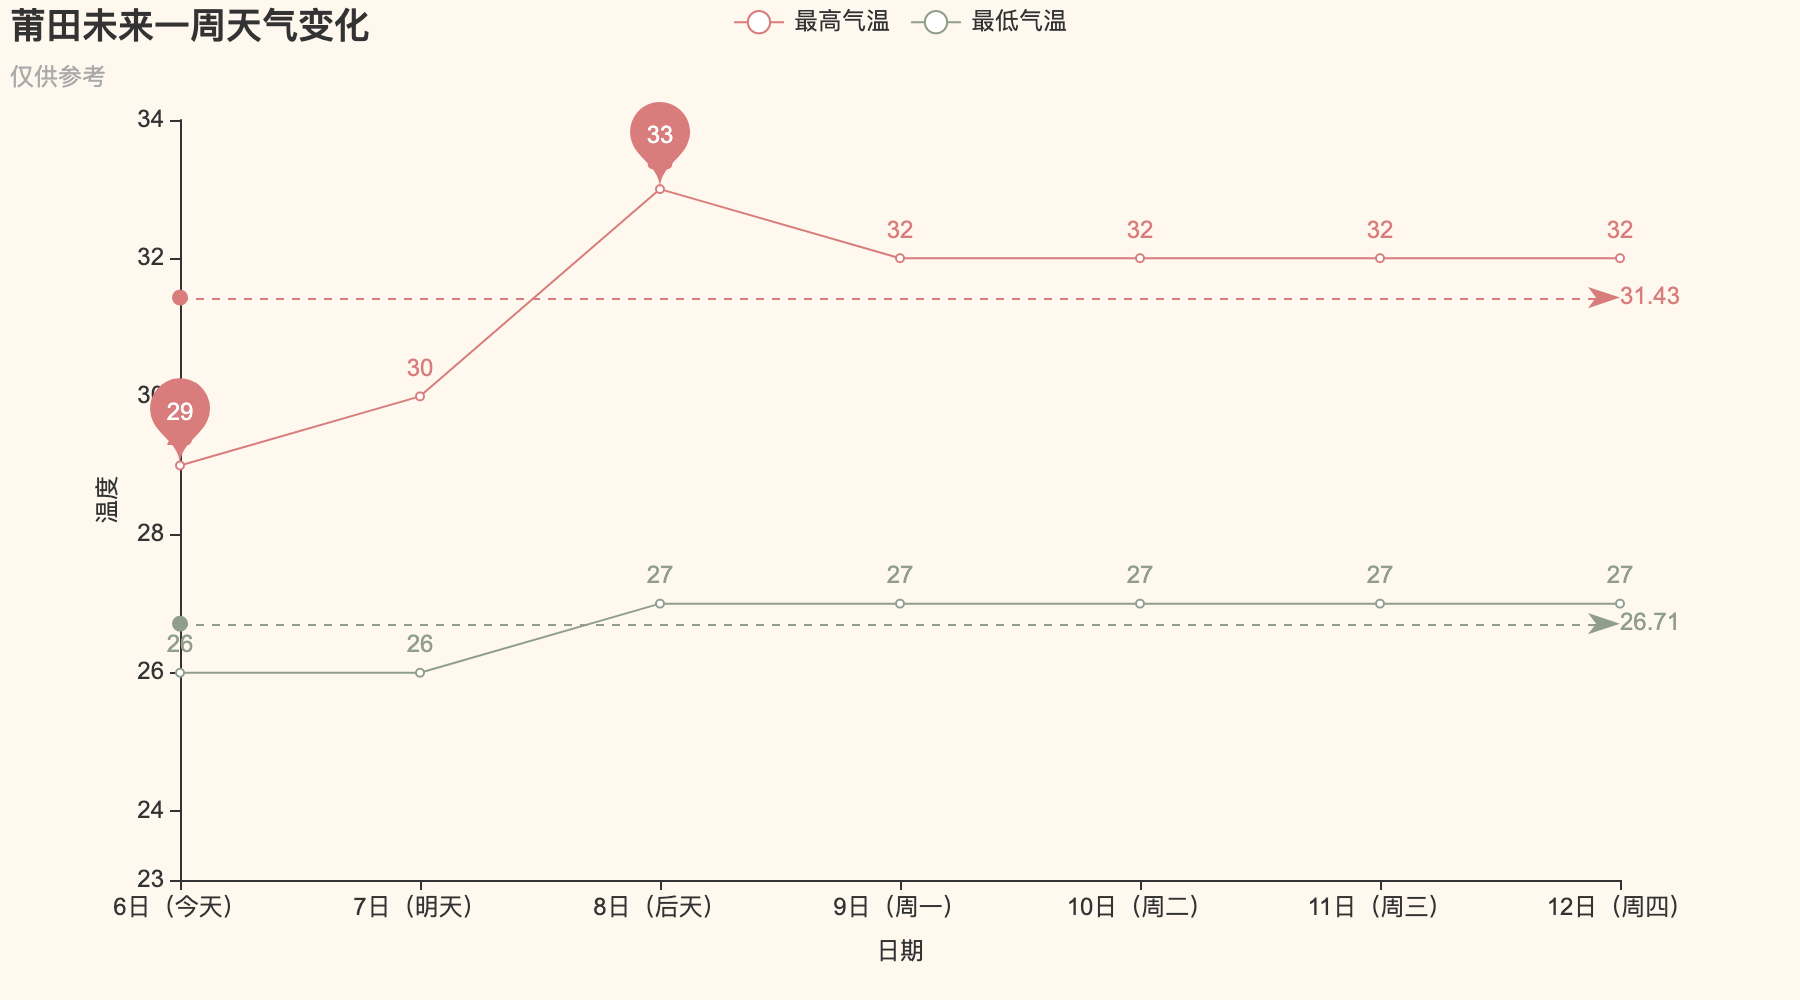 莆田未来一周天气变化
仅供参考
最高气温 最低气温
34
32
30
28
26
24
23
温度
29
30
33
32
32
32
32
31.43
26
26
27
27
27
27
27
26.71
6日（今天）
7日（明天）
8日（后天）
9日（周一）
10日（周二）
11日（周三）
12日（周四）
日期